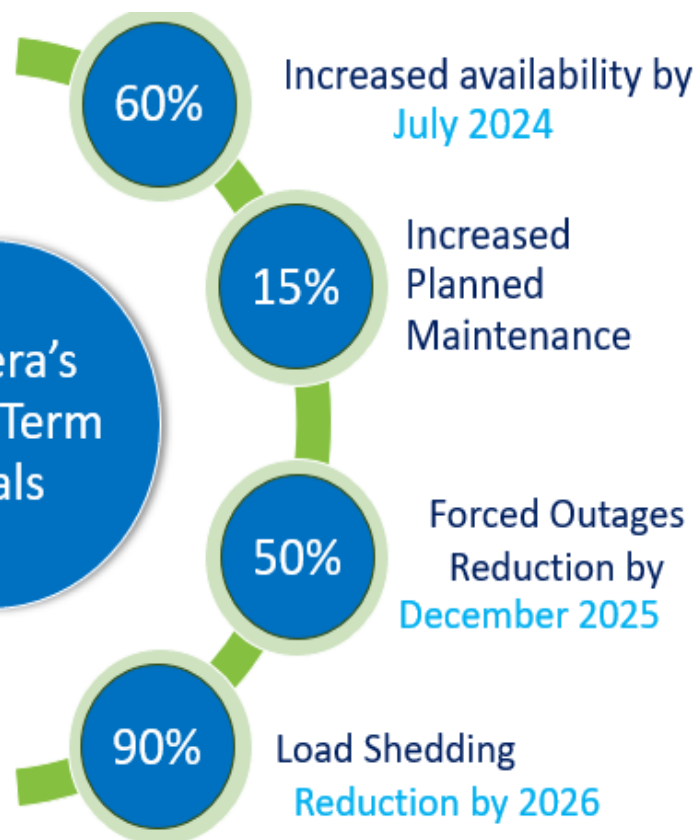 60%
Increased availability by
July 2024
15%
Increased
Planned
Maintenance
era's
Term
als
50%
Forced Outages
Reduction by
December 2025
90%
Load Shedding
Reduction by 2026